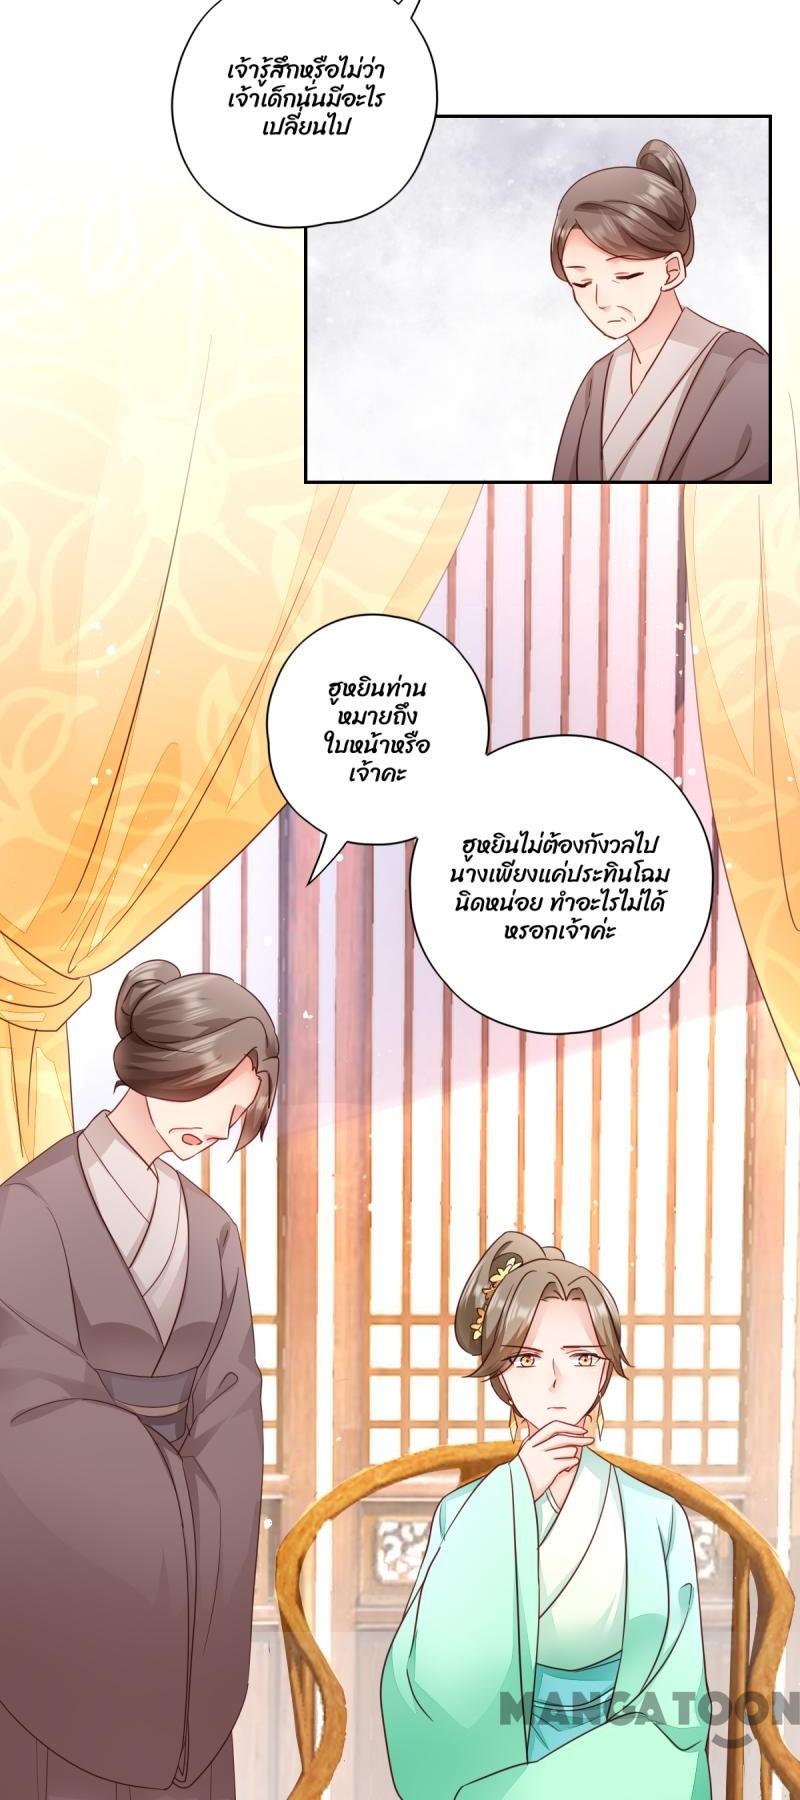 เจ้ารู้สึกหรือไม่ว่า
เจ้าเด็กนั่นมีอะไร
เปลี่ยนไป
ฮูหยินท่าน
หมายถึง
ใบหน้าหรือ
เจ้าคะ
ฮูหยินไม่ต้องกังวลไป
นางเพียงแค่ประทินโฉม
นิดหน่อย ทำอะไรไม่ได้
หรอกเจ้าค่ะ
MANGATOON